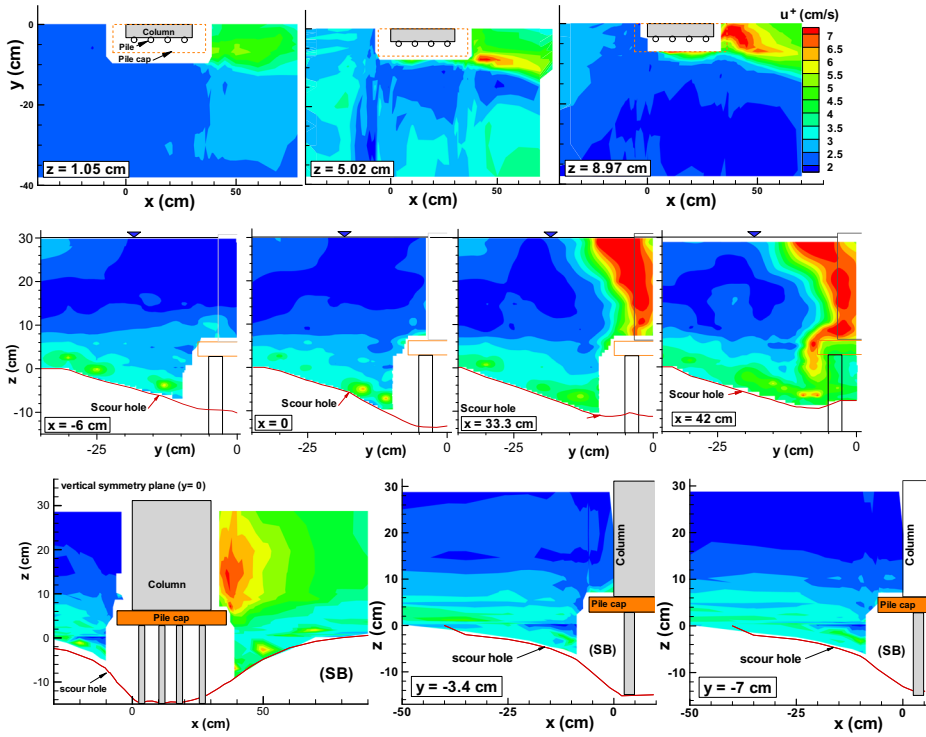 u⁺ (cm/s)
7
6.5
6
5.5
5
4.5
4
3.5
3
2.5
2
y (cm)
0
-10
-20
-30
-40
Column
Pile
Pile cap
z = 1.05 cm
0
50
x (cm)
z = 5.02 cm
0
50
x (cm)
z = 8.97 cm
0
50
x (cm)
z (cm)
30
20
10
0
-10
Scour hole
x = -6 cm
-25
0
y (cm)
Scour hole
x = 0
-25
0
y (cm)
Scour hole
x = 33.3 cm
-25
0
y (cm)
Scour hole
x = 42 cm
-25
0
y (cm)
vertical symmetry plane (y= 0)
z (cm)
30
20
10
0
-10
Column
Pile cap
scour hole
(SB)
0
50
x (cm)
z (cm)
30
20
10
0
-10
Column
Pile cap
scour hole
(SB)
y = -3.4 cm
-50
-25
0
x (cm)
z (cm)
30
20
10
0
-10
Column
Pile cap
scour hole
(SB)
y = -7 cm
-50
-25
0
x (cm)